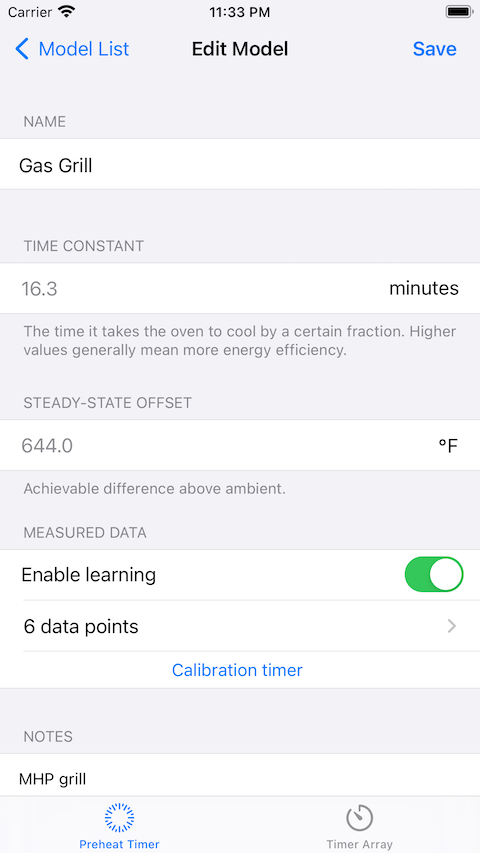 Carrier 11:33 PM
Model List Edit Model Save
NAME
Gas Grill
TIME CONSTANT
16.3 minutes
The time it takes the oven to cool by a certain fraction. Higher
values generally mean more energy efficiency.
STEADY-STATE OFFSET
644.0 °F
Achievable difference above ambient.
MEASURED DATA
Enable learning
6 data points
Calibration timer
NOTES
MHP grill
Preheat Timer Timer Array